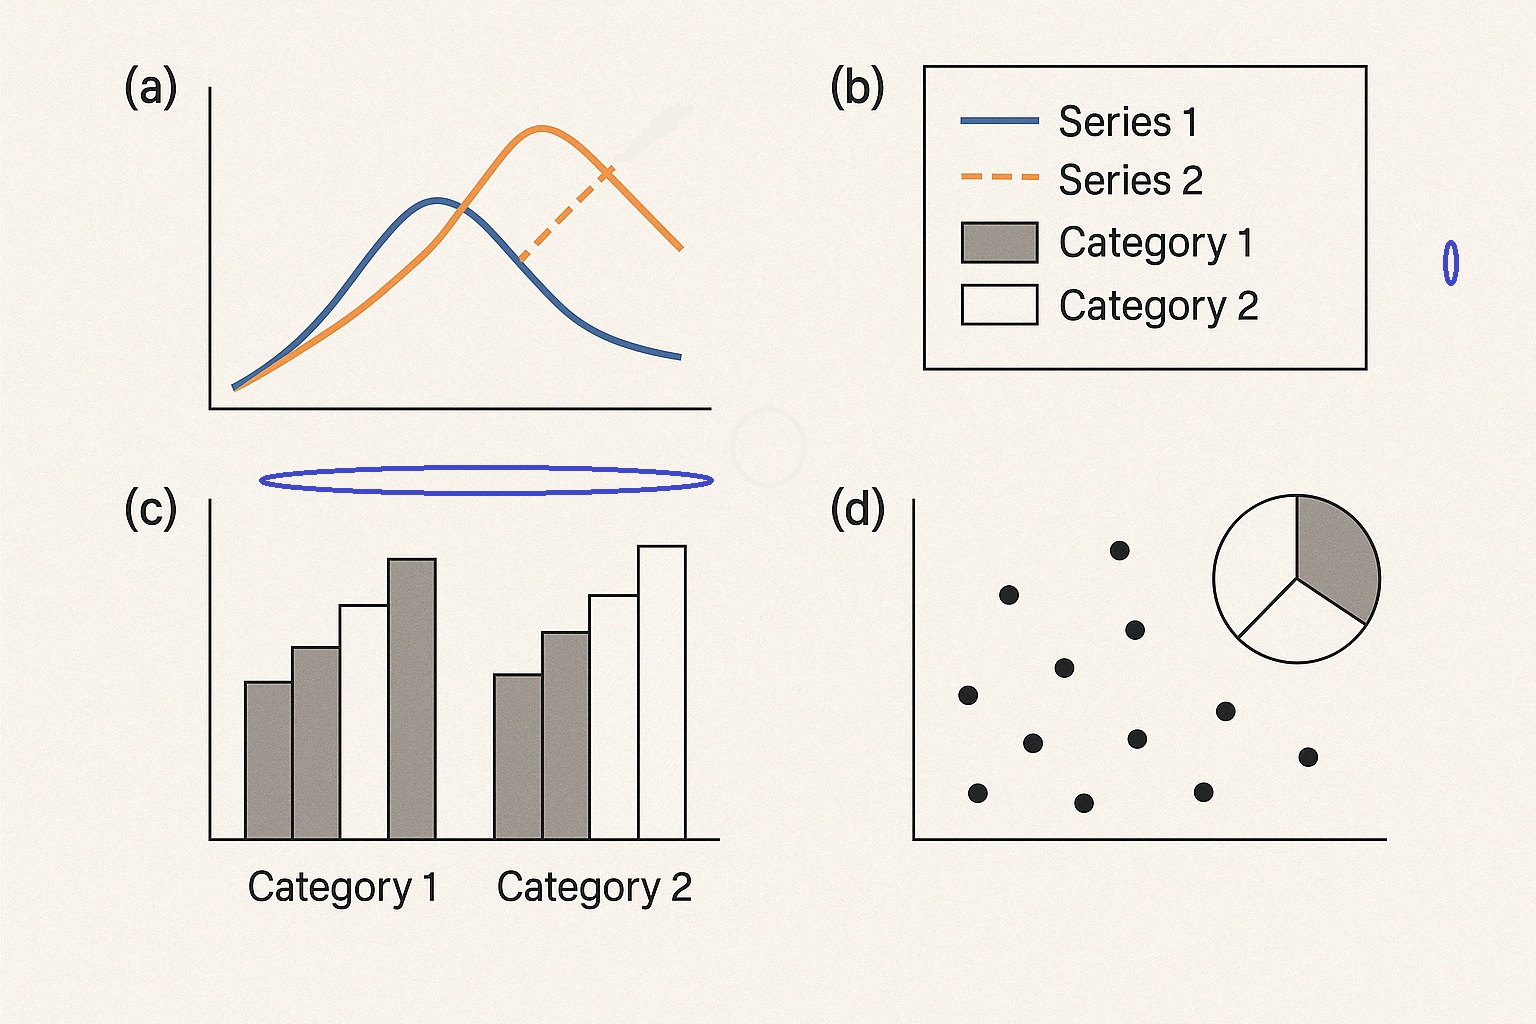 (a)
(b)
Series 1
Series 2
Category 1
Category 2
(c)
Category 1 Category 2
(d)